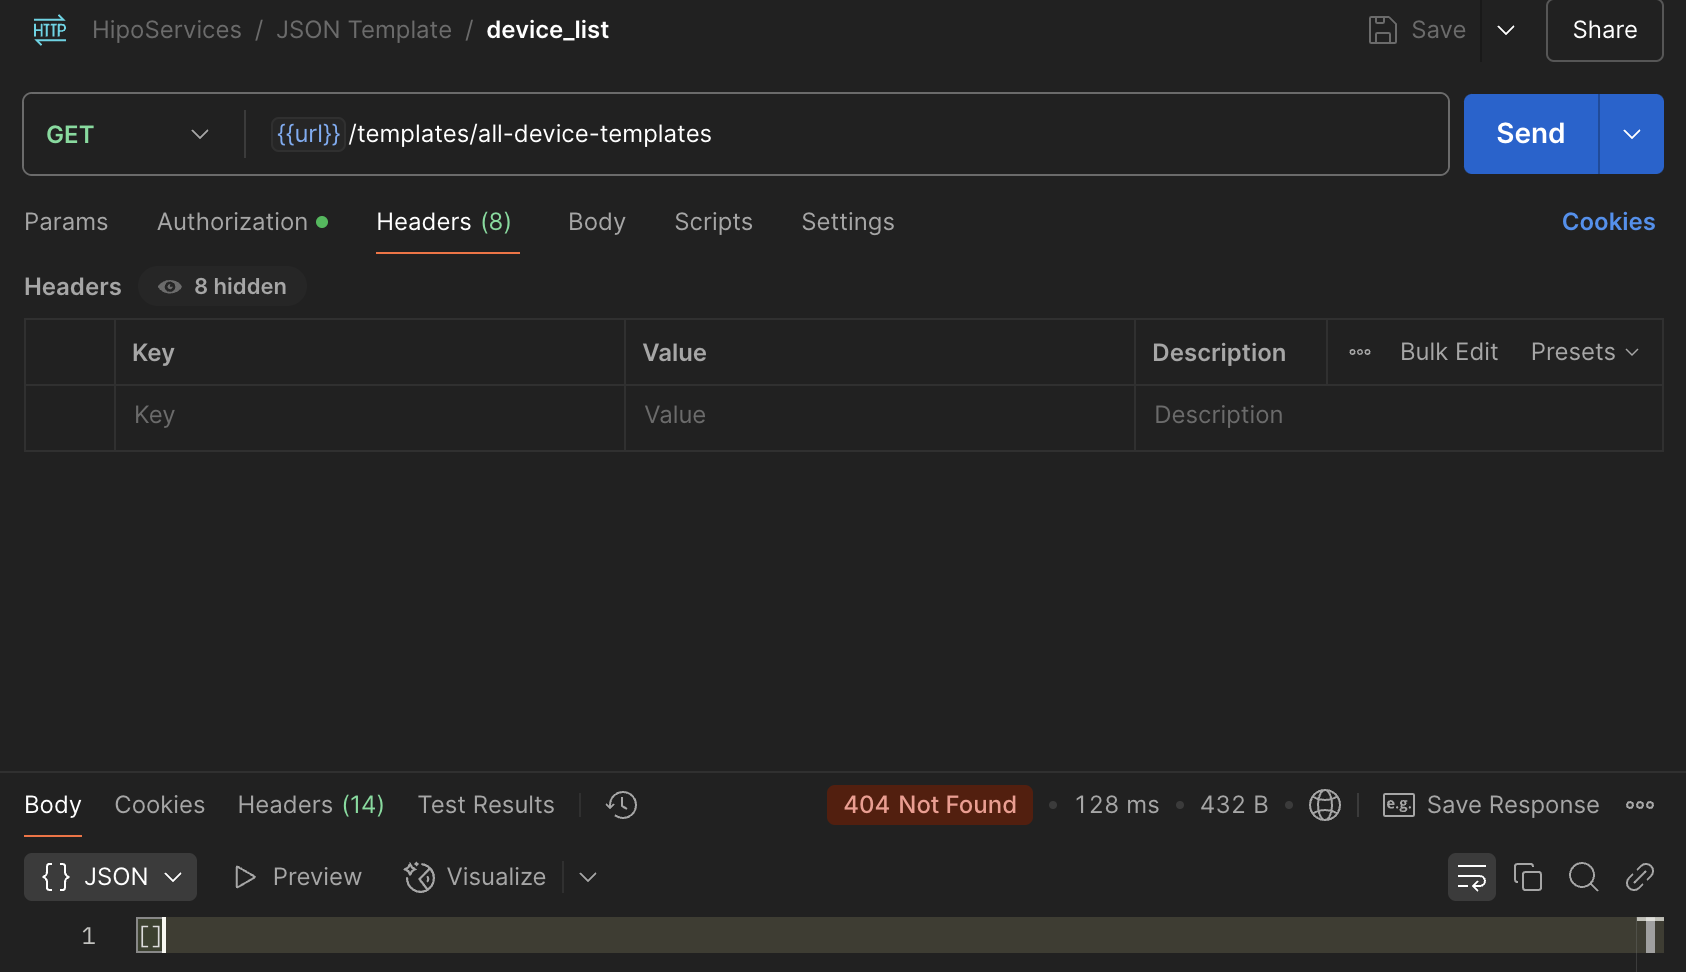 HTTP HipoServices / JSON Template / device_list Save Share
GET {{url}}/templates/all-device-templates Send
Params Authorization Headers (8) Body Scripts Settings Cookies
Headers 8 hidden
Key Value Description Bulk Edit Presets
Key Value Description
Body Cookies Headers (14) Test Results 404 Not Found • 128 ms • 432 B • e.g. Save Response
{} JSON Preview Visualize
1 []